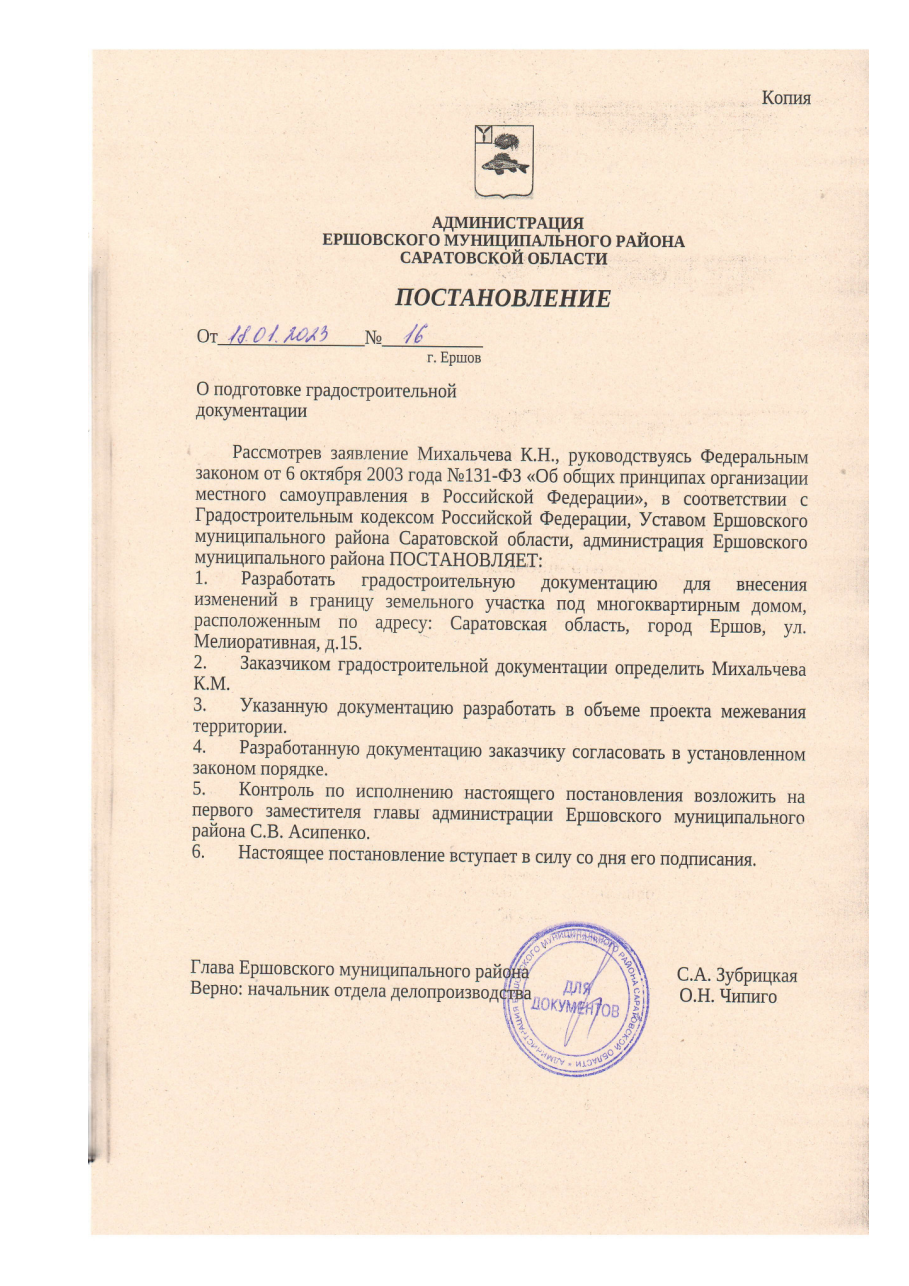 Копия
АДМИНИСТРАЦИЯ
ЕРШОВСКОГО МУНИЦИПАЛЬНОГО РАЙОНА
САРАТОВСКОЙ ОБЛАСТИ
ПОСТАНОВЛЕНИЕ
От 18.01.2023 № 16
г. Ершов
О подготовке градостроительной
документации
Рассмотрев заявление Михальчева К.Н., руководствуясь Федеральным
законом от 6 октября 2003 года №131-ФЗ «Об общих принципах организации
местного самоуправления в Российской Федерации», в соответствии с
Градостроительным кодексом Российской Федерации, Уставом Ершовского
муниципального района Саратовской области, администрация Ершовского
муниципального района ПОСТАНОВЛЯЕТ:
1. Разработать градостроительную документацию для внесения
изменений в границу земельного участка под многоквартирным домом,
расположенным по адресу: Саратовская область, город Ершов, ул.
Мелиоративная, д.15.
2. Заказчиком градостроительной документации определить Михальчева
К.М.
3. Указанную документацию разработать в объеме проекта межевания
территории.
4. Разработанную документацию заказчику согласовать в установленном
законом порядке.
5. Контроль по исполнению настоящего постановления возложить на
первого заместителя главы администрации Ершовского муниципального
района С.В. Асипенко.
6. Настоящее постановление вступает в силу со дня его подписания.
Глава Ершовского муниципального района С.А. Зубрицкая
Верно: начальник отдела делопроизводства О.Н. Чипиго
АДМИНИСТРАЦИЯ ЕРШОВСКОГО МУНИЦИПАЛЬНОГО РАЙОНА САРАТОВСКОЙ ОБЛАСТИ
ДЛЯ
ДОКУМЕНТОВ